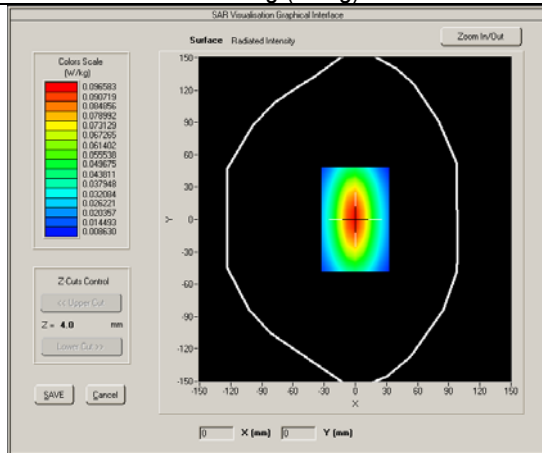 SAR Visualisation Graphical Interface
Surface Radiated Intensity
Zoom In/Out
Colors Scale
(W/kg)
0.096583
0.090719
0.084856
0.078992
0.073129
0.067265
0.061402
0.055538
0.049675
0.043811
0.037948
0.032084
0.026221
0.020357
0.014493
0.008630
Z-Cuts Control
<< Upper Cut
Z = 4.0 mm
Lower Cut >>
SAVE Cancel
150
120
90
60
30
0
-30
-60
-90
-120
-150
Y
-150 -120 -90 -60 -30 0 30 60 90 120 150
X
0 X (mm) 0 Y (mm)